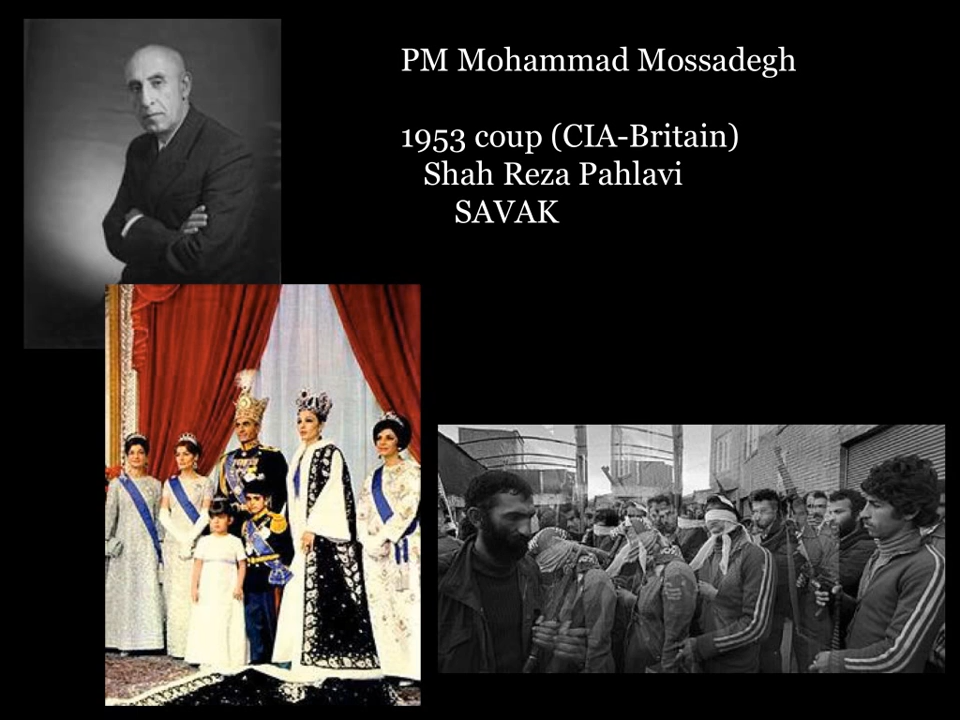 PM Mohammad Mossadegh
1953 coup (CIA-Britain)
Shah Reza Pahlavi
SAVAK